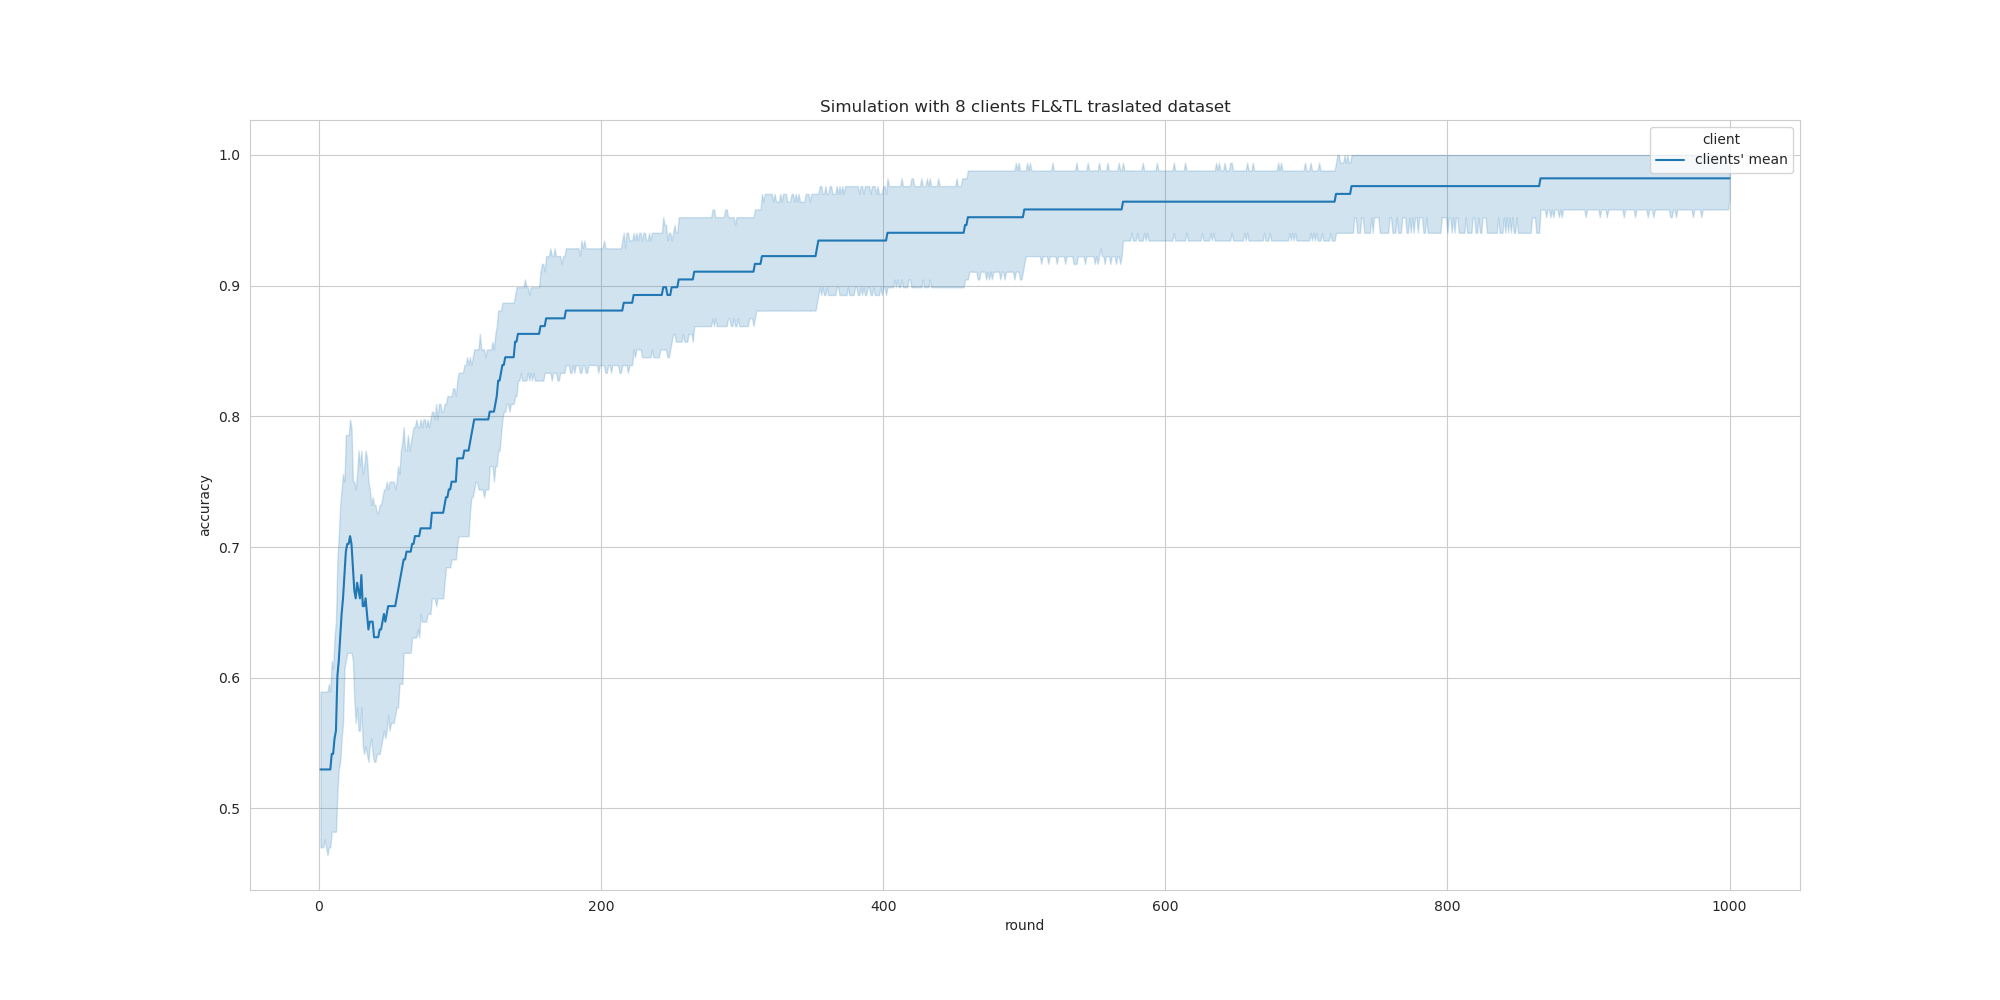 Simulation with 8 clients FL&TL traslated dataset
client
clients' mean
1.0
0.9
0.8
0.7
0.6
0.5
accuracy
0
200
400
600
800
1000
round